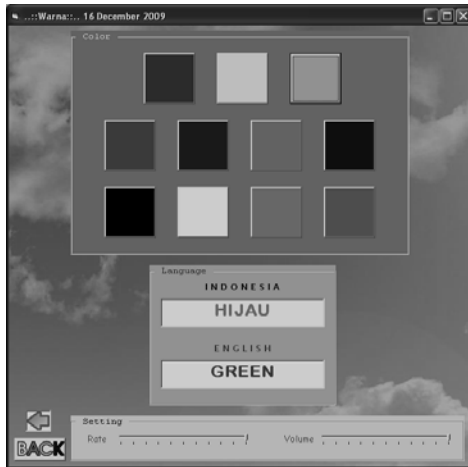 ..::Warna::.. 16 December 2009
Color
Language
INDONESIA
HIJAU
ENGLISH
GREEN
BACK
Setting
Rate Volume